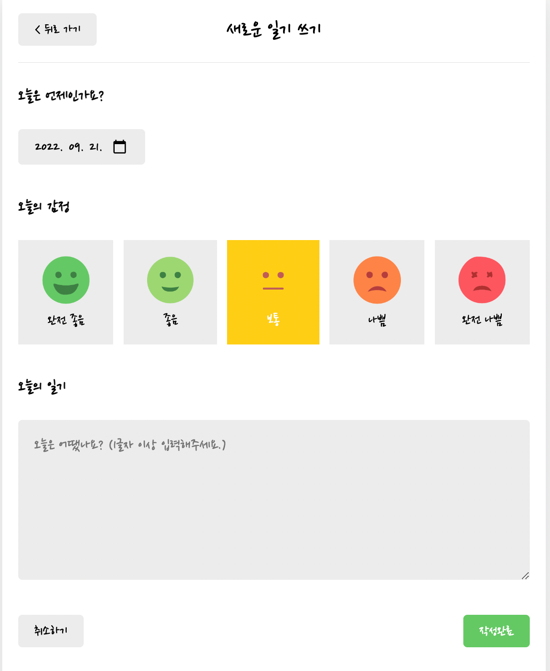 < 뒤로 가기
새로운 일기 쓰기
오늘은 언제인가요?
2022. 09. 21.
오늘의 감정
완전 좋음
좋음
보통
나쁨
완전 나쁨
오늘의 일기
오늘은 어땠나요? (1글자 이상 입력해주세요.)
취소하기
작성완료